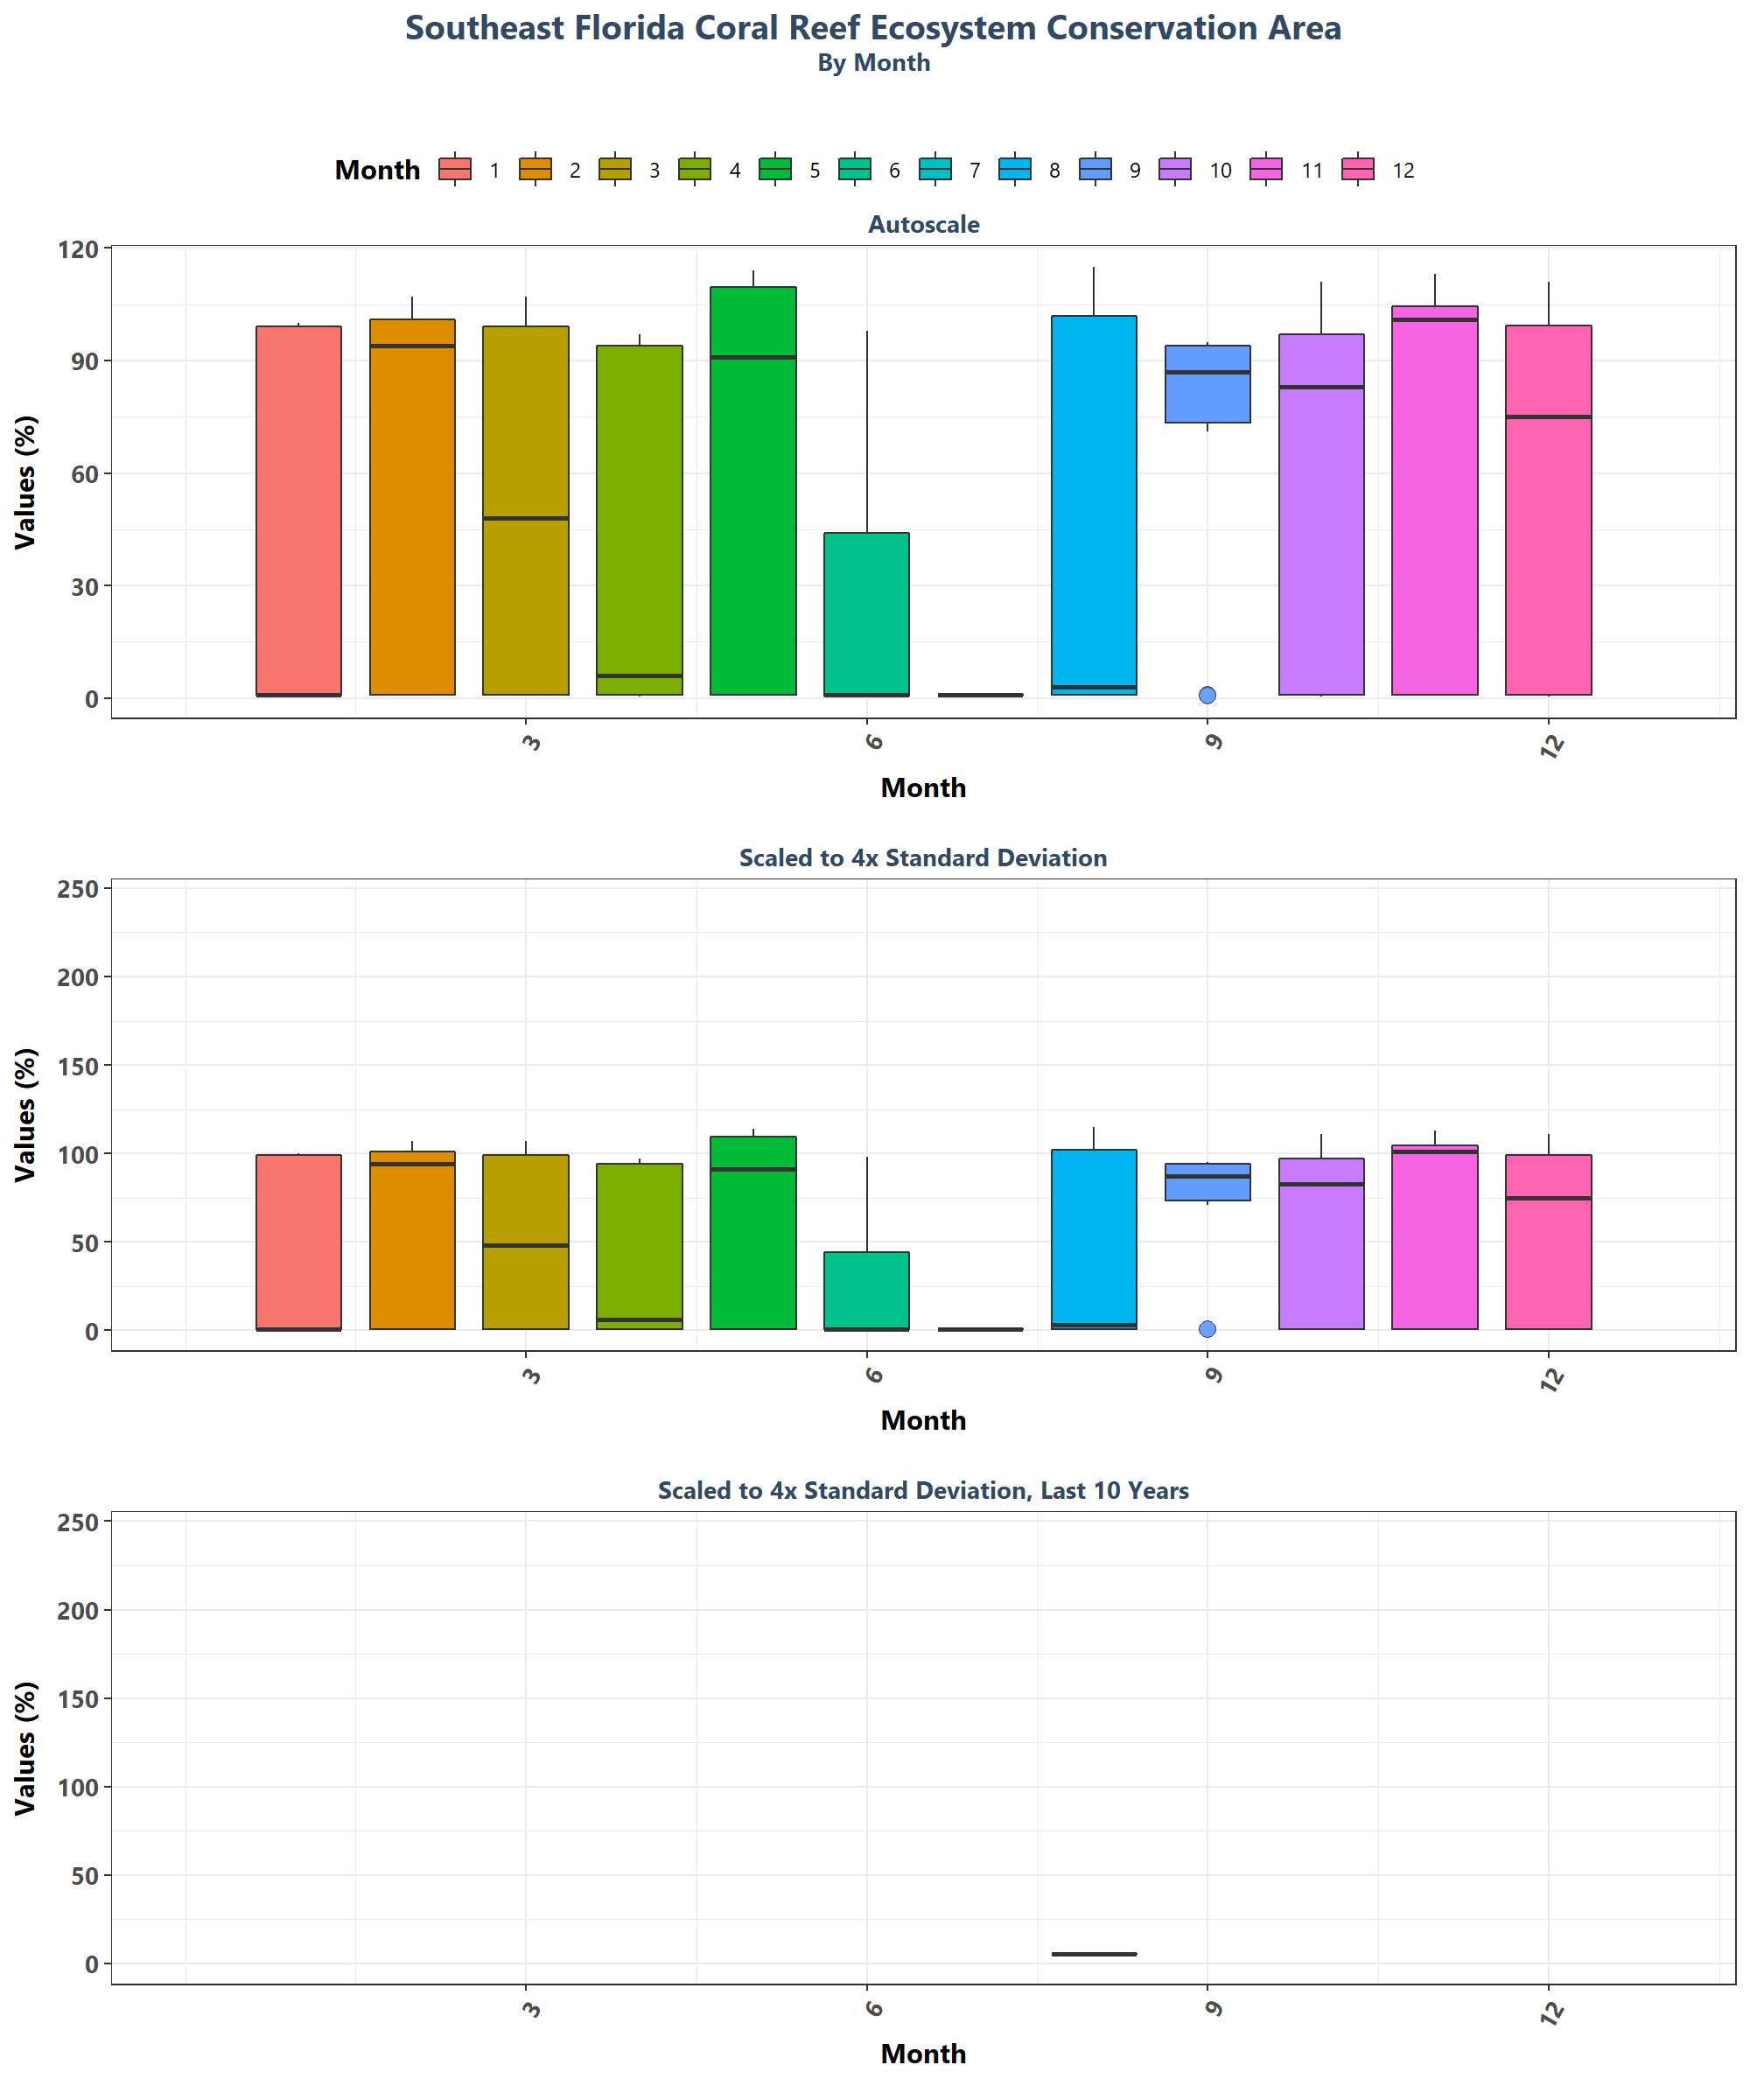 Southeast Florida Coral Reef Ecosystem Conservation Area
By Month
Month 1 2 3 4 5 6 7 8 9 10 11 12
Autoscale
120
90
60
30
0
Values (%)
3 6 9 12
Month
Scaled to 4x Standard Deviation
250
200
150
100
50
0
Values (%)
3 6 9 12
Month
Scaled to 4x Standard Deviation, Last 10 Years
250
200
150
100
50
0
Values (%)
3 6 9 12
Month